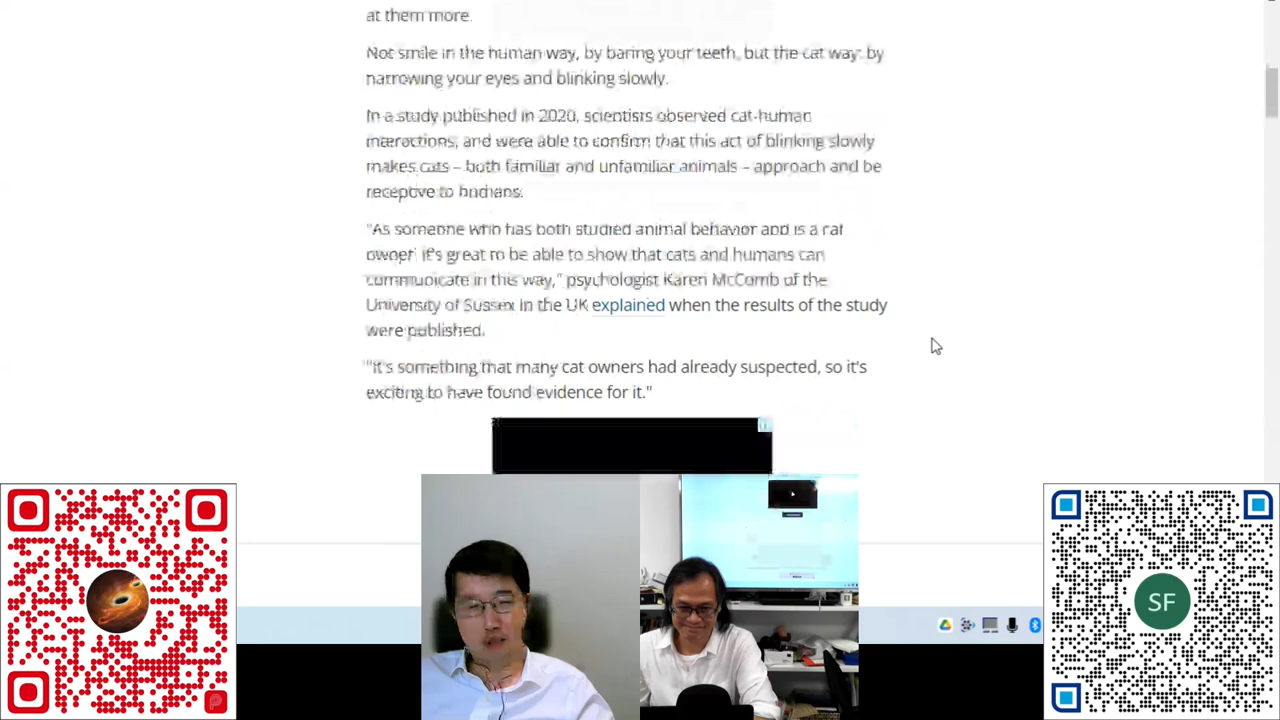 at them more.
Not smile in the human way, by baring your teeth, but the cat way: by
narrowing your eyes and blinking slowly.
In a study published in 2020, scientists observed cat-human
interactions, and were able to confirm that this act of blinking slowly
makes cats – both familiar and unfamiliar animals – approach and be
receptive to humans.
"As someone who has both studied animal behavior and is a cat
owner, it's great to be able to show that cats and humans can
communicate in this way," psychologist Karen McComb of the
University of Sussex in the UK explained when the results of the study
were published.
"It's something that many cat owners had already suspected, so it's
exciting to have found evidence for it."
SF